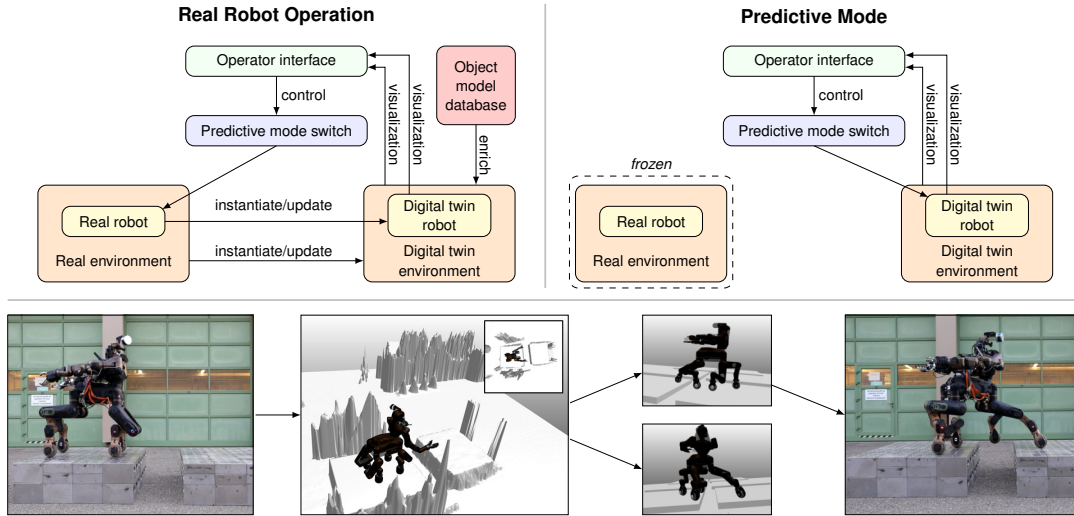 Real Robot Operation
Operator interface
Object
model
database
control
visualization
visualization
Predictive mode switch
enrich
Real robot
instantiate/update
Digital twin
robot
Real environment
instantiate/update
Digital twin
environment
Predictive Mode
Operator interface
control
visualization
visualization
Predictive mode switch
frozen
Real robot
Real environment
Digital twin
robot
Digital twin
environment